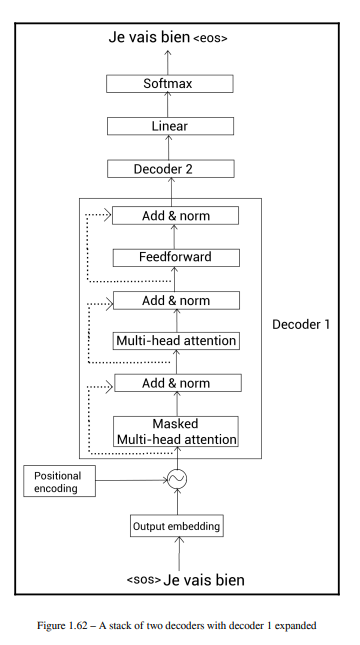 Je vais bien <eos>
Softmax
Linear
Decoder 2
Add & norm
Feedforward
Add & norm
Decoder 1
Multi-head attention
Add & norm
Masked
Multi-head attention
Positional
encoding
Output embedding
<sos> Je vais bien
Figure 1.62 – A stack of two decoders with decoder 1 expanded